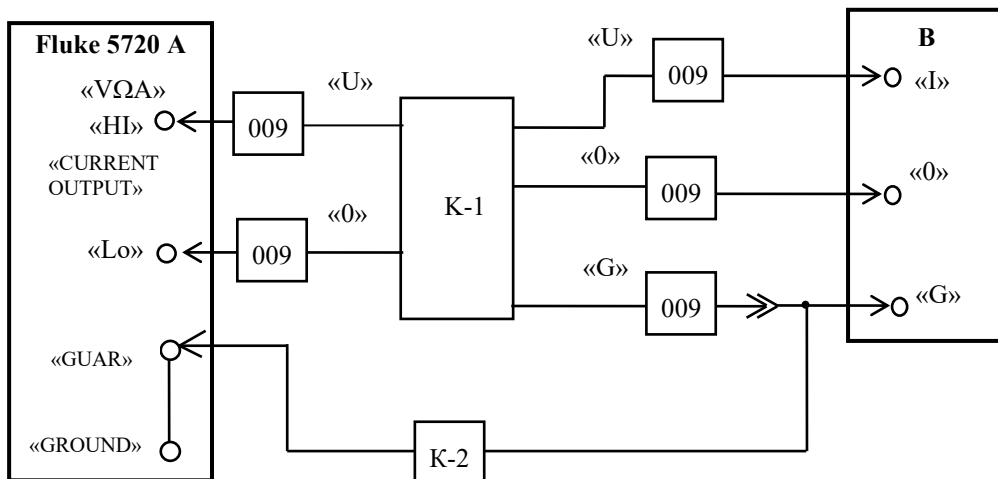 Fluke 5720 A
«VΩA»
«HI»
«CURRENT
OUTPUT»
«Lo»
«GUAR»
«GROUND»
009
«U»
009
«0»
K-1
K-2
«U»
009
«0»
009
«G»
009
B
«I»
«0»
«G»